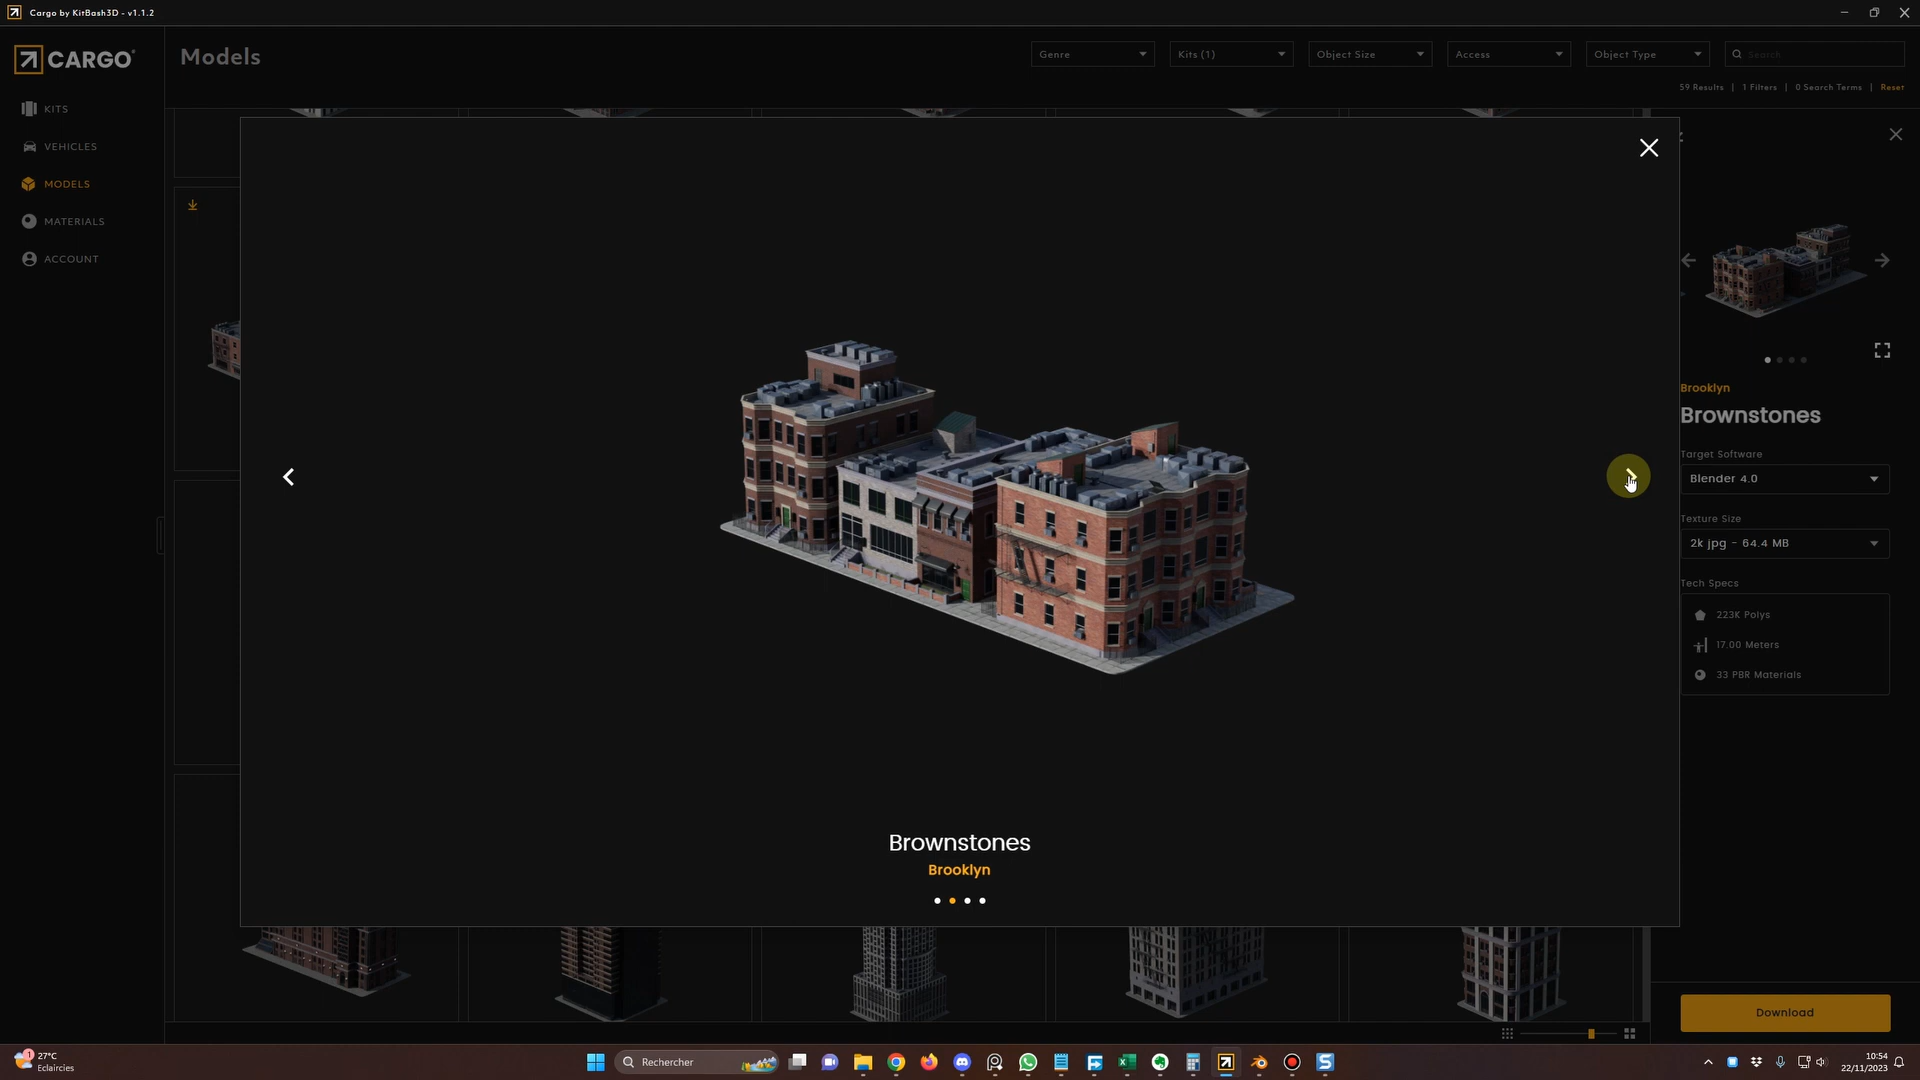 Cargo by KitBash3D - v1.1.2
CARGO
Models
Genre
Kits (1)
Object Size
Access
Object Type
Search
59 Results | 1 Filters | 0 Search Terms | Reset
KITS
VEHICLES
MODELS
MATERIALS
ACCOUNT
Brooklyn
Brownstones
Target Software
Blender 4.0
Texture Size
2k jpg - 64.4 MB
Tech Specs
223K Polys
17.00 Meters
33 PBR Materials
Brownstones
Brooklyn
Download
1
27°C
Eclaircies
Rechercher
10:54
22/11/2023